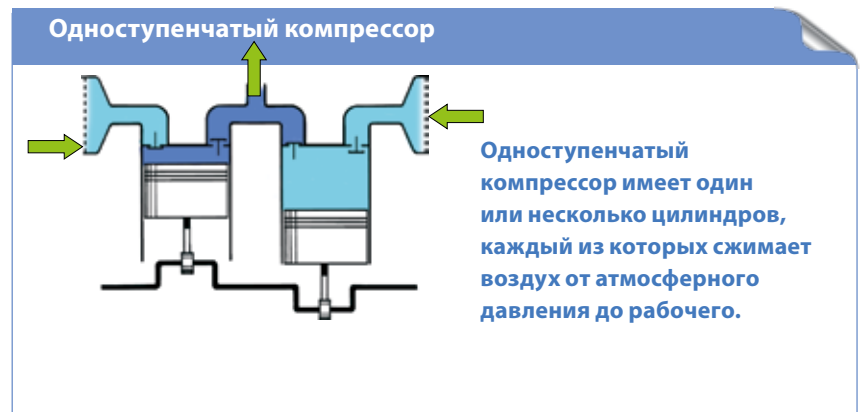 Одноступенчатый компрессор
Одноступенчатый
компрессор имеет один
или несколько цилиндров,
каждый из которых сжимает
воздух от атмосферного
давления до рабочего.